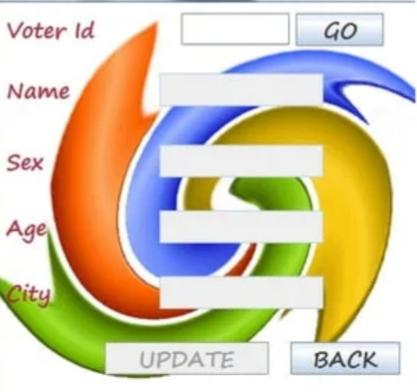 Voter Id GO
Name
Sex
Age
City
UPDATE BACK